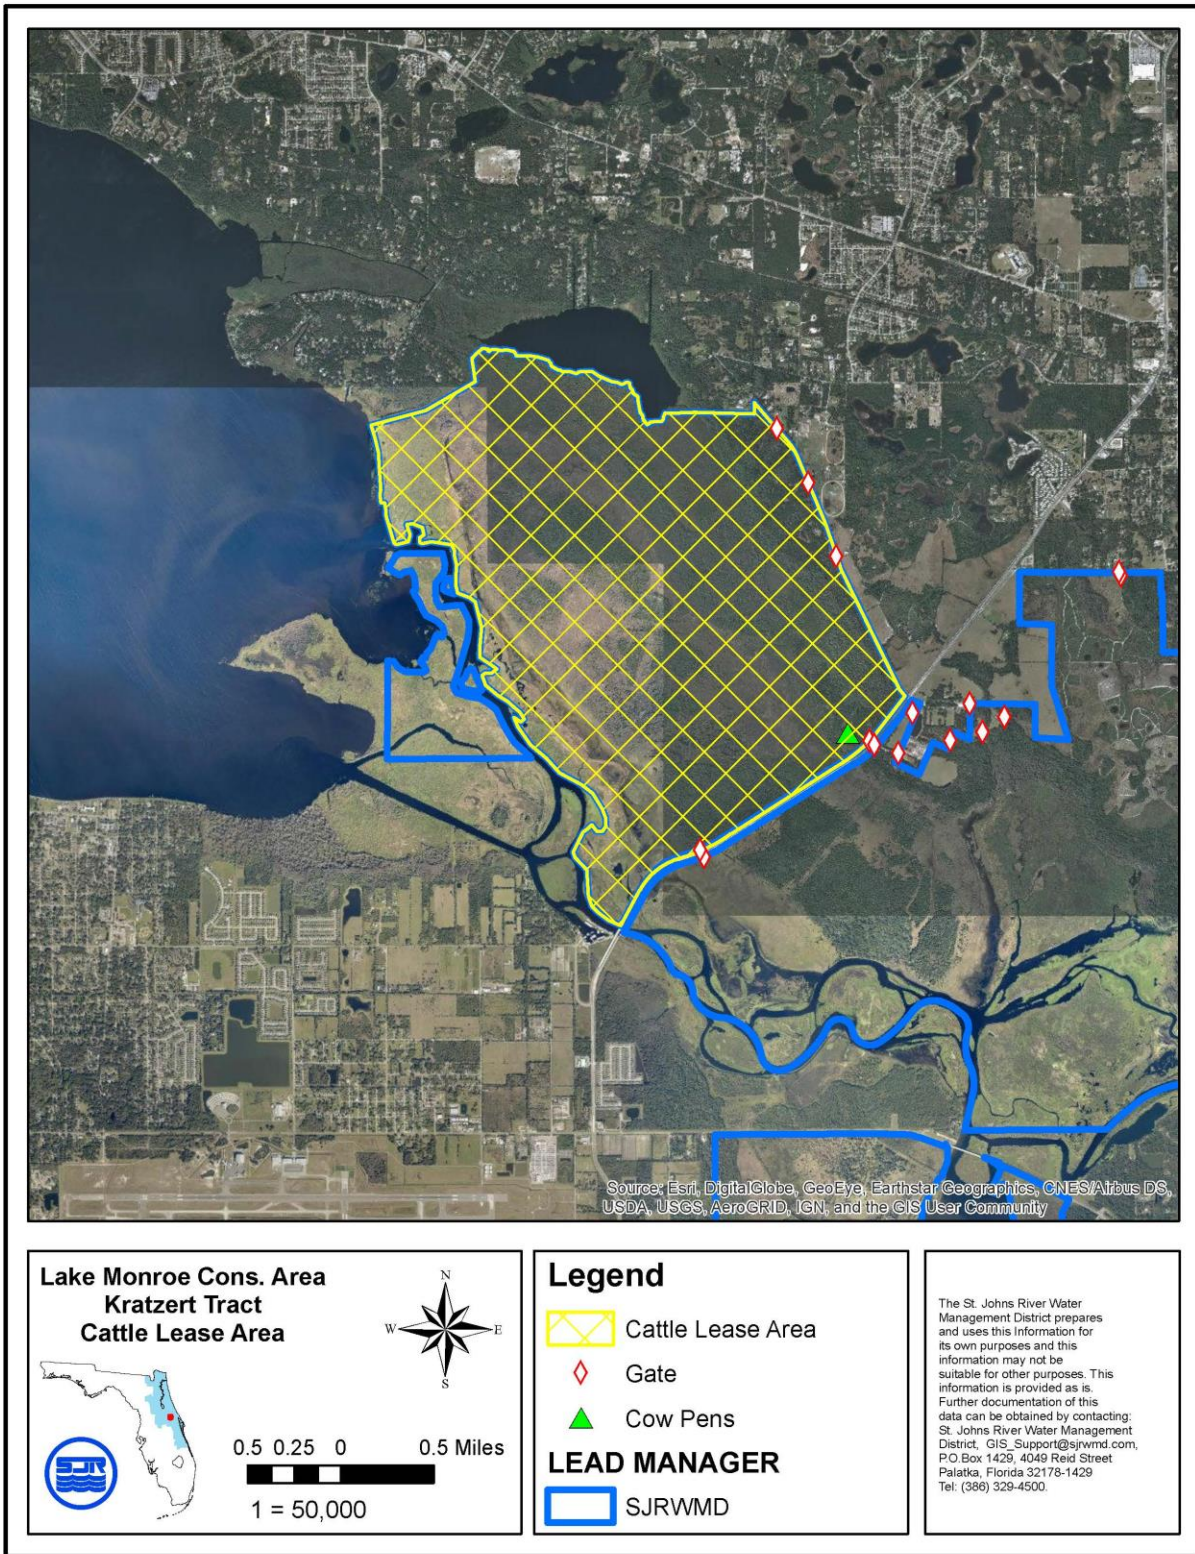 Source: Esri, DigitalGlobe, GeoEye, Earthstar Geographics, CNES/Airbus DS,
USDA, USGS, AeroGRID, IGN, and the GIS User Community
Lake Monroe Cons. Area
Kratzert Tract
Cattle Lease Area
N
W
E
S
SJR
0.5 0.25 0 0.5 Miles
1 = 50,000
Legend
Cattle Lease Area
Gate
Cow Pens
LEAD MANAGER
SJRWMD
The St. Johns River Water
Management District prepares
and uses this Information for
its own purposes and this
information may not be
suitable for other purposes. This
information is provided as is.
Further documentation of this
data can be obtained by contacting:
St. Johns River Water Management
District, GIS_Support@sjrwmd.com,
P.O.Box 1429, 4049 Reid Street
Palatka, Florida 32178-1429
Tel: (386) 329-4500.